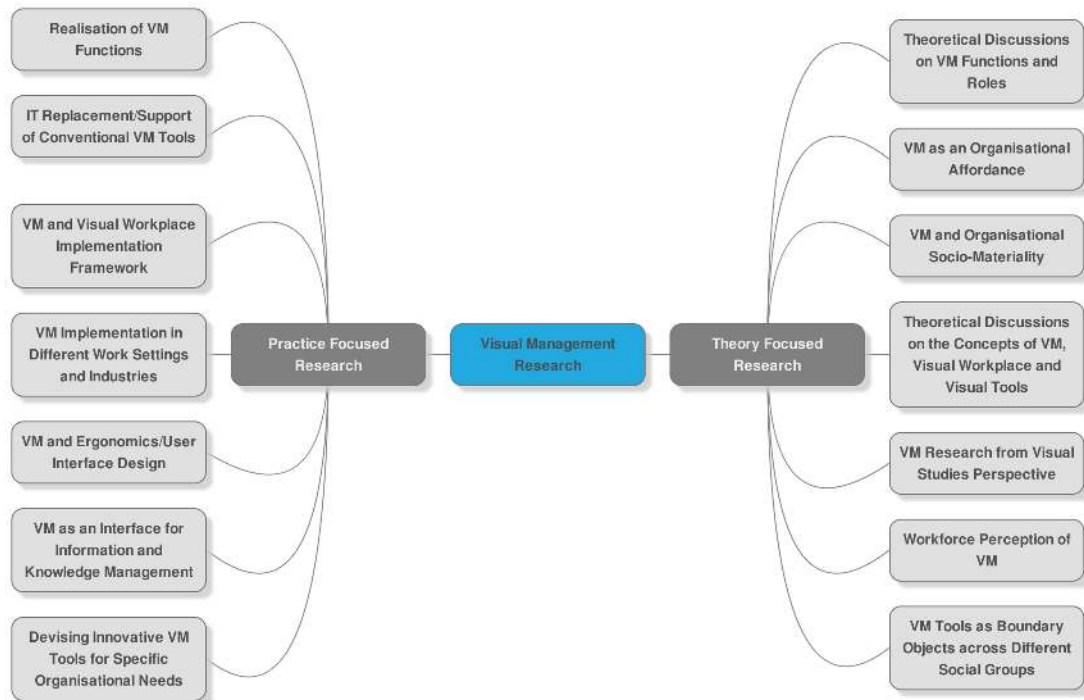 Realisation of VM
Functions
IT Replacement/Support
of Conventional VM Tools
VM and Visual Workplace
Implementation
Framework
VM Implementation in
Different Work Settings
and Industries
VM and Ergonomics/User
Interface Design
VM as an Interface for
Information and
Knowledge Management
Devising Innovative VM
Tools for Specific
Organisational Needs
Practice Focused
Research
Visual Management
Research
Theory Focused
Research
Theoretical Discussions
on VM Functions and
Roles
VM as an Organisational
Affordance
VM and Organisational
Socio-Materiality
Theoretical Discussions
on the Concepts of VM,
Visual Workplace and
Visual Tools
VM Research from Visual
Studies Perspective
Workforce Perception of
VM
VM Tools as Boundary
Objects across Different
Social Groups